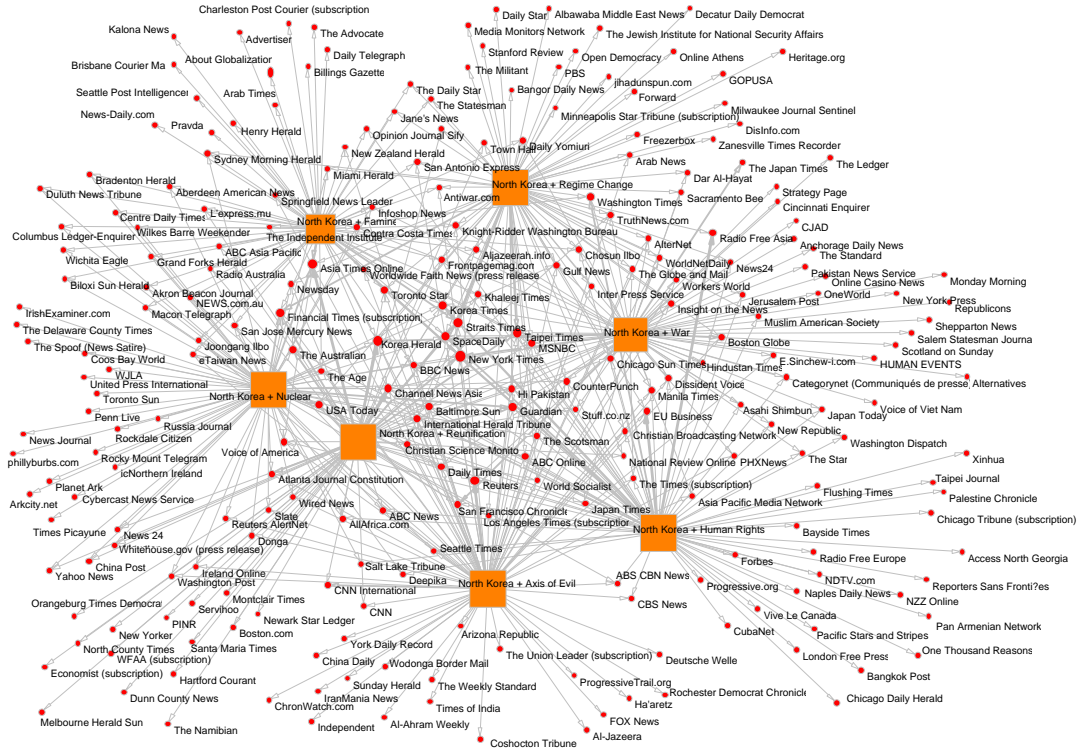 Charleston Post Courier (subscription
Daily Star
Albawaba Middle East News
Decatur Daily Democrat
Kalona News
The Advocate
Media Monitors Network
The Jewish Institute for National Security Affairs
Advertiser
Daily Telegraph
Stanford Review
Open Democracy
Online Athens
Heritage.org
Brisbane Courier Ma
About Globalizatior
Billings Gazette
The Militant
PBS
jihadunspun.com
GOPUSA
Seattle Post Intelligencer
Arab Times
The Daily Star
Bangor Daily News
Forward
The Statesman
Milwaukee Journal Sentinel
News-Daily.com
Jane's News
Minneapolis Star Tribune (subscription)
DisInfo.com
Pravda
Henry Herald
Opinion Journal Sify
Freezerbox
Zanesville Times Recorder
Town Hall
Daily Yomiuri
Sydney Morning Herald
New Zealand Herald
Arab News
The Japan Times
The Ledger
Miami Herald
San Antonio Express
Dar Al-Hayat
Bradenton Herald
North Korea + Regime Change
Strategy Page
Duluth News Tribune
Aberdeen American News
Antiwar.com
Washington Times
Sacramento Bee
Springfield News Leader
Cincinnati Enquirer
Centre Daily Times
L'express.mu
Infoshop News
TruthNews.com
North Korea + Famine
CJAD
Columbus Ledger-Enquirer
Wilkes Barre Weekender
The Independent Institute
Contra Costa Times
Knight-Ridder Washington Bureau
AlterNet
Radio Free Asia
Anchorage Daily News
Wichita Eagle
ABC Asia Pacific
Aljazeerah.info
Chosun Ilbo
The Standard
Grand Forks Herald
Asia Times Online
Frontpagemag.com
WorldNetDaily
News24
Radio Australia
Worldwide Faith News (press release)
Gulf News
The Globe and Mail
Pakistan News Service
Biloxi Sun Herald
Newsday
Workers World
Online Casino News
Monday Morning
Akron Beacon Journal
Toronto Star
Khaleej Times
Inter Press Service
OneWorld
NEWS.com.au
Jerusalem Post
New York Press
IrishExaminer.com
Macon Telegraph
Financial Times (subscription)
Korea Times
Insight on the News
Republicons
The Delaware County Times
San Jose Mercury News
Straits Times
Muslim American Society
Shepparton News
Joongang Ilbo
Korea Herald
SpaceDaily
Taipei Times
North Korea + War
Boston Globe
Salem Statesman Journa
The Spoof (News Satire)
eTaiwan News
The Australian
New York Times
MSNBC
Scotland on Sunday
Coos Bay World
BBC News
Chicago Sun Times
Hindustan Times
E.Sinchew-i.com
HUMAN EVENTS
WJLA
The Age
United Press International
CounterPunch
Dissident Voice
Categorynet (Communiqués de presse)
Alternatives
Toronto Sun
North Korea + Nuclear
Channel News Asia
Hi Pakistan
Manila Times
USA Today
Baltimore Sun
Guardian
Stuff.co.nz
EU Business
Asahi Shimbun
Japan Today
Voice of Viet Nam
Penn Live
Russia Journal
International Herald Tribune
News Journal
Rockdale Citizen
North Korea + Reunification
The Scotsman
Christian Broadcasting Network
New Republic
Washington Dispatch
Rocky Mount Telegram
Voice of America
Christian Science Monito
ABC Online
National Review Online
PHXNews
The Star
Xinhua
phillyburbs.com
icNorthern Ireland
Atlanta Journal Constitution
Daily Times
Planet Ark
Reuters
World Socialist
The Times (subscription)
Flushing Times
Taipei Journal
Arkcity.net
Cybercast News Service
Wired News
Asia Pacific Media Network
Palestine Chronicle
Times Picayune
Slate
ABC News
San Francisco Chronicle
Japan Times
Reuters AlertNet
AllAfrica.com
Los Angeles Times (subscription
North Korea + Human Rights
Bayside Times
Chicago Tribune (subscription)
News 24
Donga
Whitehouse.gov (press release)
Seattle Times
Forbes
Radio Free Europe
Access North Georgia
China Post
Salt Lake Tribune
Yahoo News
Ireland Online
Deepika
North Korea + Axis of Evil
ABS CBN News
Progressive.org
NDTV.com
Reporters Sans Fronti?es
Washington Post
CNN International
Naples Daily News
Orangeburg Times Democra
Montclair Times
CNN
CBS News
NZZ Online
Servihoo
Vive Le Canada
PINR
Newark Star Ledger
CubaNet
Pan Armenian Network
New Yorker
Boston.com
Arizona Republic
Pacific Stars and Stripes
North County Times
Santa Maria Times
York Daily Record
The Union Leader (subscription)
Deutsche Welle
London Free Press
One Thousand Reasons
WFAA (subscription)
China Daily
Wodonga Border Mail
Economist (subscription)
Hartford Courant
Bangkok Post
Sunday Herald
The Weekly Standard
ProgressiveTrail.org
Dunn County News
IranMania News
Rochester Democrat Chronicle
ChronWatch.com
Times of India
Ha'aretz
Chicago Daily Herald
Melbourne Herald Sun
Independent
Al-Ahram Weekly
FOX News
The Namibian
Al-Jazeera
Coshocton Tribune